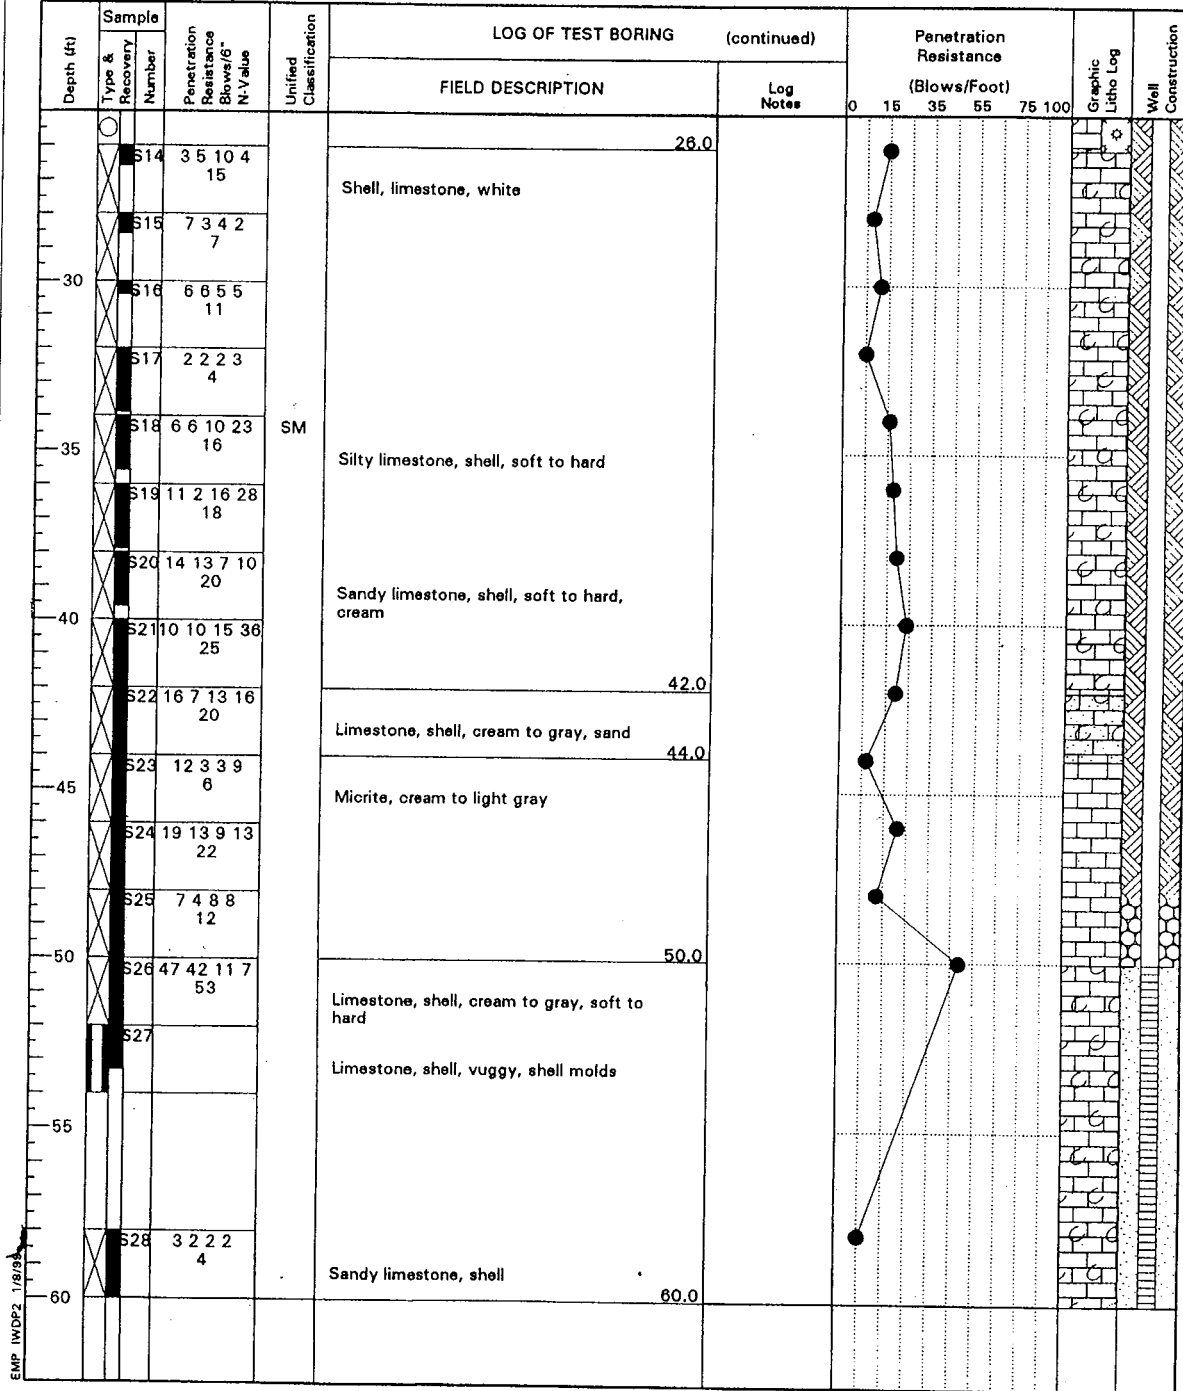 Depth (ft)
Sample
Type &
Recovery
Number
Penetration
Resistance
Blows/6"
N-Value
Unified
Classification
LOG OF TEST BORING (continued)
FIELD DESCRIPTION
Log
Notes
Penetration
Resistance
(Blows/Foot)
0 15 35 55 75 100
Graphic
Litho Log
Well
Construction
26.0
S14 3 5 10 4
15
Shell, limestone, white
S15 7 3 4 2
7
30
S16 6 6 5 5
11
S17 2 2 2 3
4
S18 6 6 10 23 SM
16
35
Silty limestone, shell, soft to hard
S19 11 2 16 28
18
S20 14 13 7 10
20
Sandy limestone, shell, soft to hard,
cream
40
S21 10 10 15 36
25
42.0
S22 16 7 13 16
20
Limestone, shell, cream to gray, sand
44.0
S23 12 3 3 9
6
45
Micrite, cream to light gray
S24 19 13 9 13
22
S25 7 4 8 8
12
50
50.0
S26 47 42 11 7
53
Limestone, shell, cream to gray, soft to
hard
S27
Limestone, shell, vuggy, shell molds
55
S28 3 2 2 2
4
Sandy limestone, shell
60
60.0
EMP IWDP2 1/8/99